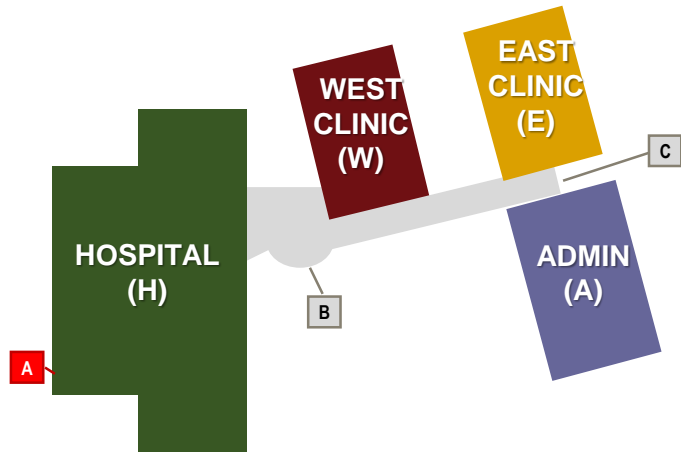 WEST
CLINIC
(W)
EAST
CLINIC
(E)
C
HOSPITAL
(H)
ADMIN
(A)
B
A